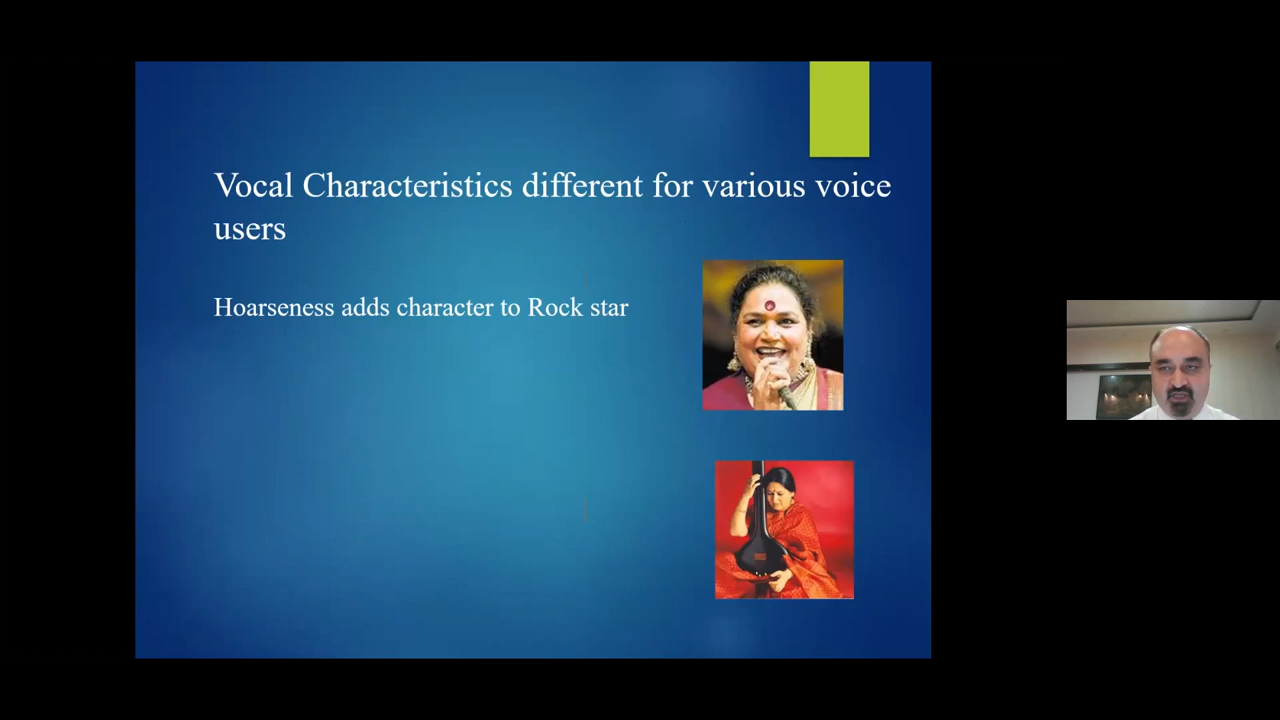 Vocal Characteristics different for various voice
users
Hoarseness adds character to Rock star